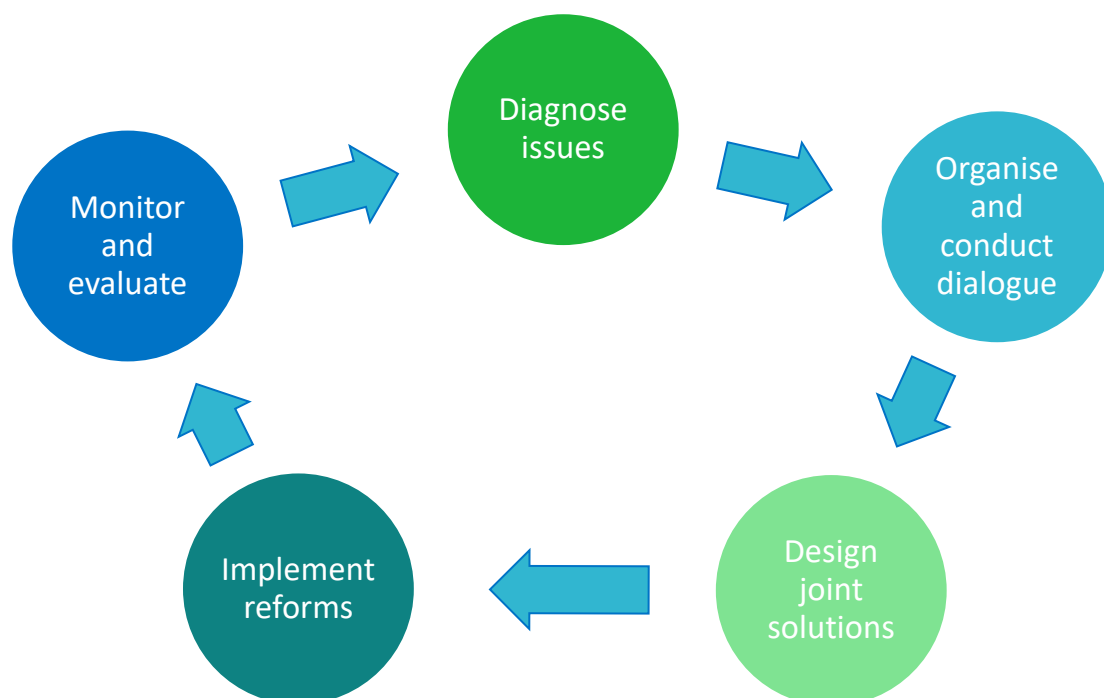 Diagnose
issues
Organise
and
conduct
dialogue
Design
joint
solutions
Implement
reforms
Monitor
and
evaluate